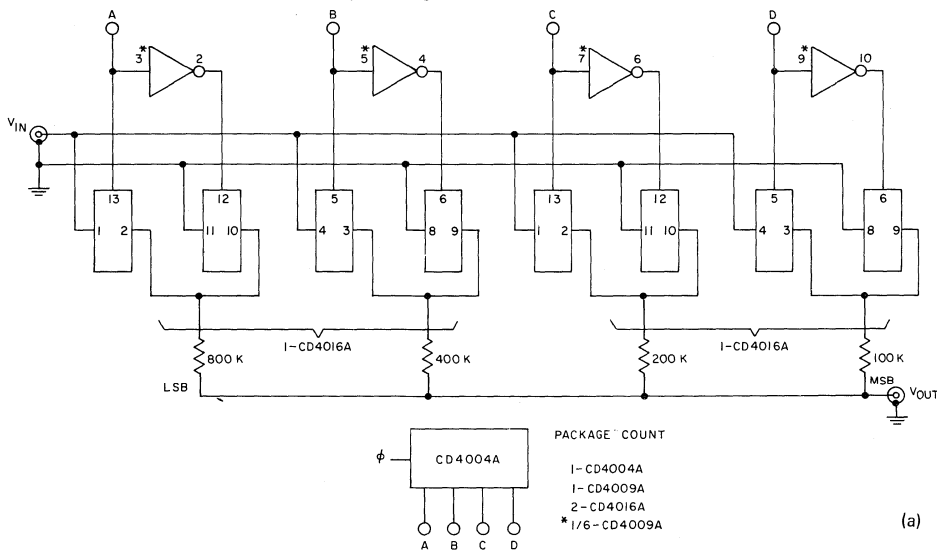 A B C D
* 3 2 * 5 4 * 7 6 * 9 10
VIN
13 12 5 6 13 12 5 6
1 2 11 10 4 3 8 9 1 2 11 10 4 3 8 9
1-CD4016A 1-CD4016A
800 K 400 K 200 K 100 K
LSB MSB VOUT
PACKAGE COUNT
φ CD4004A
1-CD4004A
1-CD4009A
2-CD4016A
* 1/6-CD4009A
A B C D
(a)